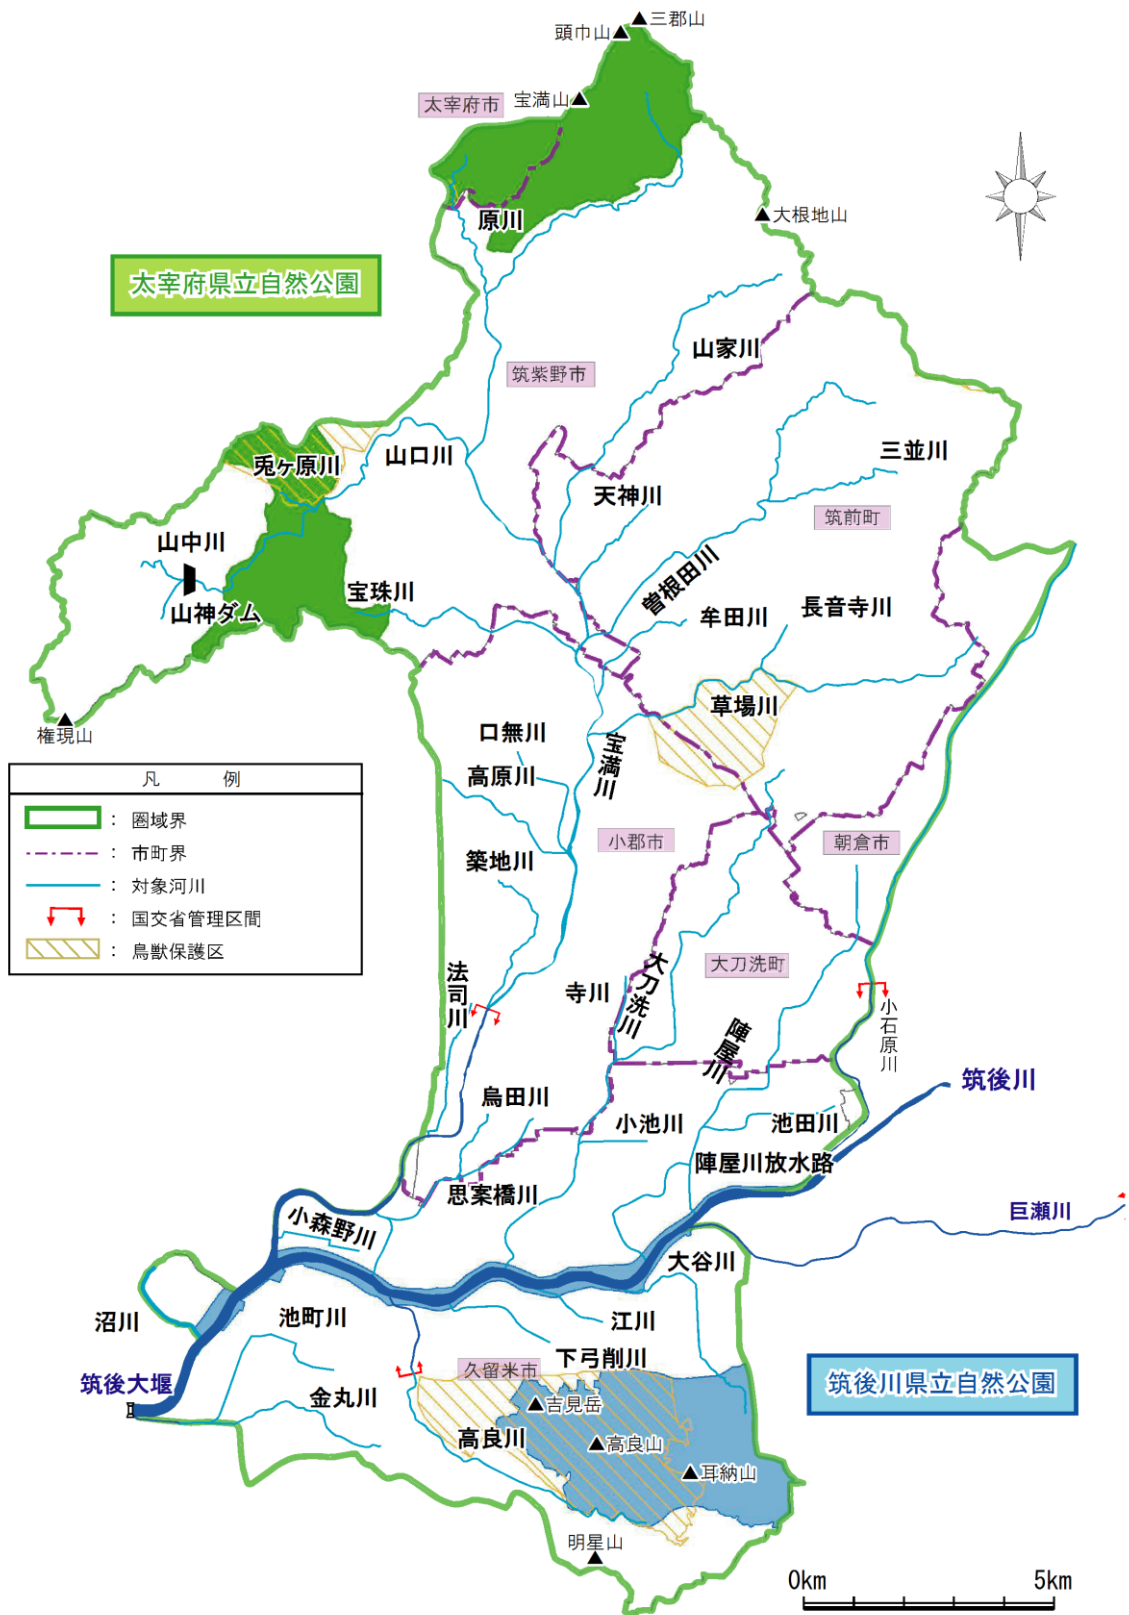 三郡山
頭巾山
宝満山
太宰府市
大根地山
原川
太宰府県立自然公園
山家川
筑紫野市
三並川
山口川
兎ヶ原川
天神川
筑前町
山中川
曽根田川
宝珠川
長音寺川
山神ダム
牟田川
草場川
権現山
口無川
宝満川
高原川
凡 例
: 圏域界
: 市町界
: 対象河川
: 国交省管理区間
: 鳥獣保護区
小郡市
朝倉市
築地川
大刀洗町
法司川
寺川
大刀洗川
小石原川
陣屋川
筑後川
烏田川
小池川
池田川
陣屋川放水路
思案橋川
巨瀬川
小森野川
大谷川
沼川
池町川
江川
下弓削川
久留米市
筑後大堰
筑後川県立自然公園
金丸川
吉見岳
高良川
高良山
耳納山
明星山
0km 5km